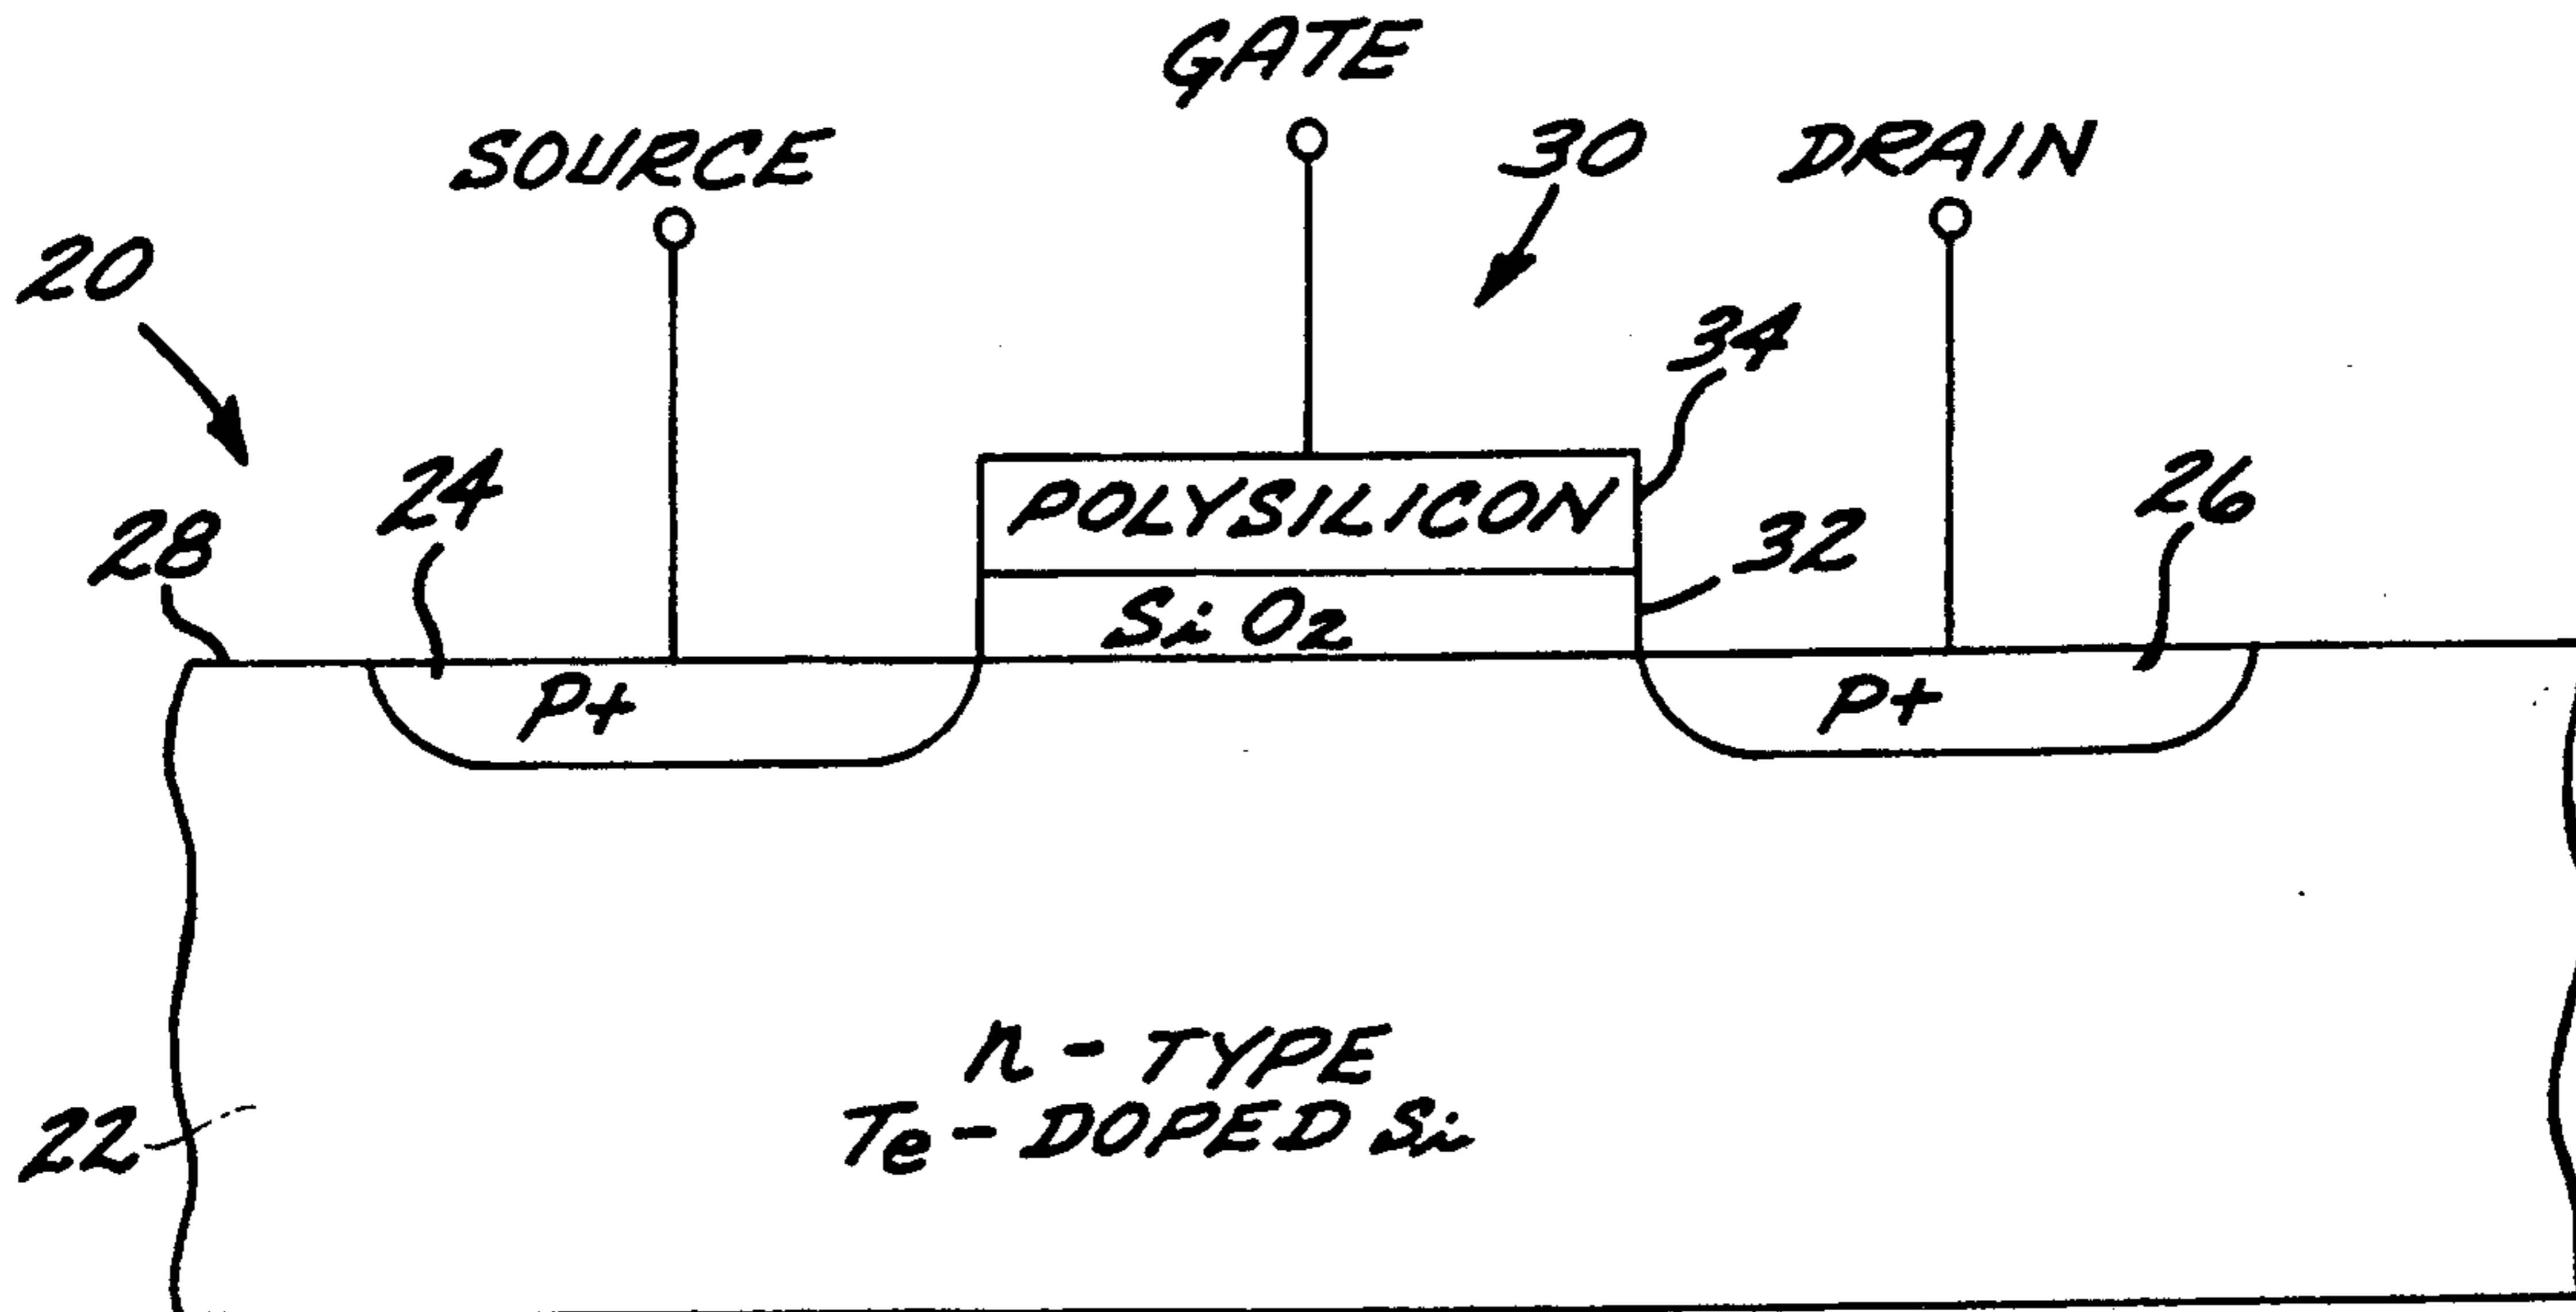 GATE
SOURCE
30
DRAIN
20
34
24
26
28
POLYSILICON
32
SiO2
P+
P+
n-TYPE
Te-DOPED Si
22